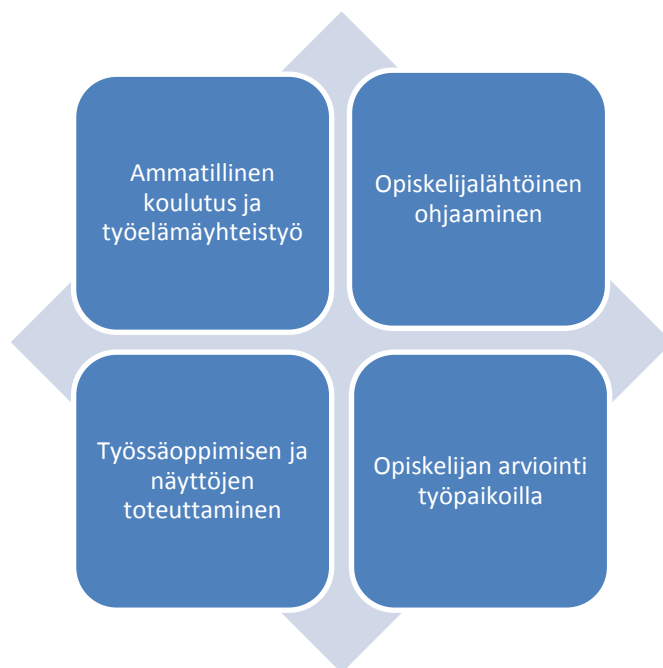 Ammatillinen
koulutus ja
työelämäyhteistyö
Opiskelijalähtöinen
ohjaaminen
Työssäoppimisen ja
näyttöjen
toteuttaminen
Opiskelijan arviointi
työpaikoilla